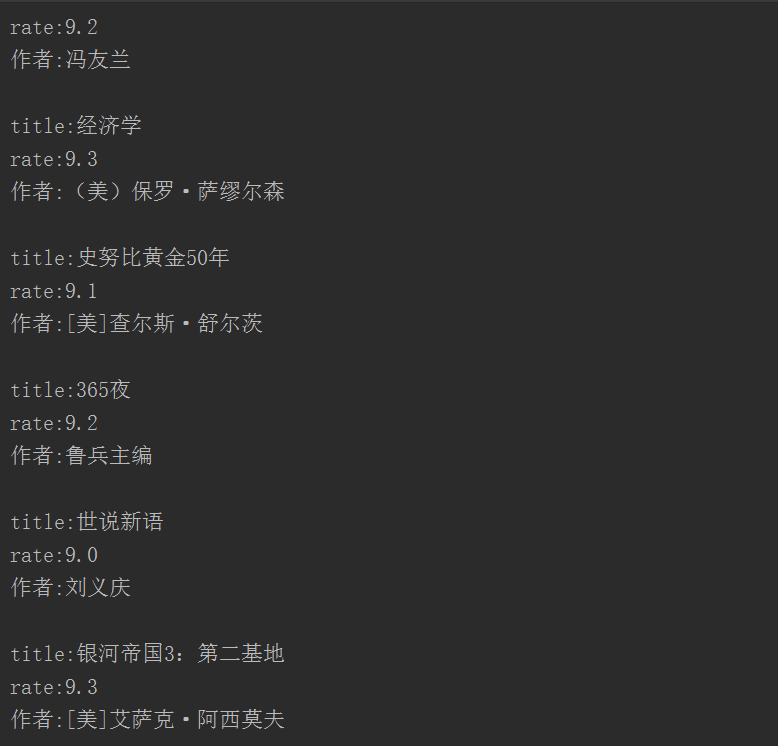 rate:9.2
作者:冯友兰
title:经济学
rate:9.3
作者:（美）保罗·萨缪尔森
title:史努比黄金50年
rate:9.1
作者:[美]查尔斯·舒尔茨
title:365夜
rate:9.2
作者:鲁兵主编
title:世说新语
rate:9.0
作者:刘义庆
title:银河帝国3：第二基地
rate:9.3
作者:[美]艾萨克·阿西莫夫